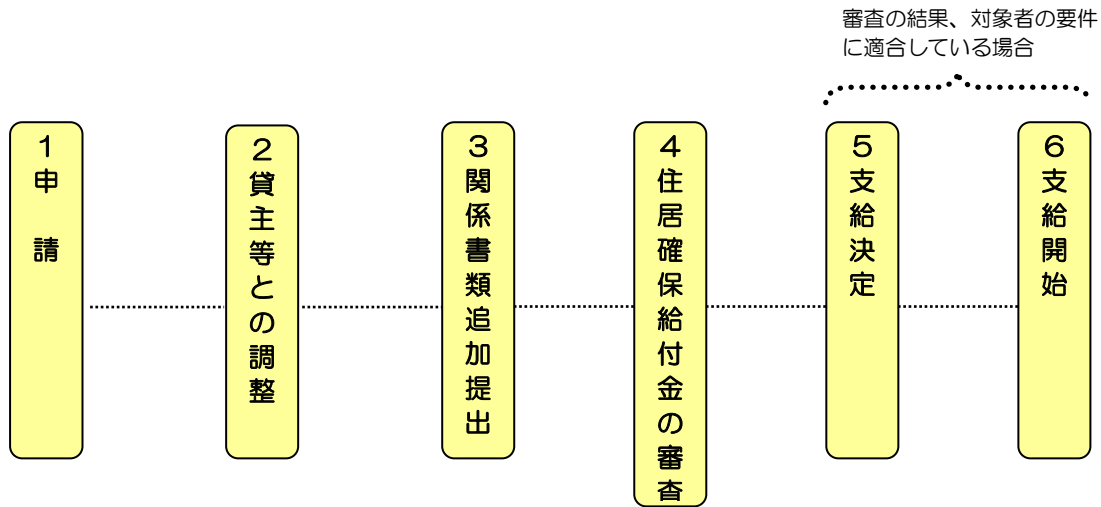 審査の結果、対象者の要件
に適合している場合
1申　請
2貸主等との調整
3関係書類追加提出
4住居確保給付金の審査
5支給決定
6支給開始